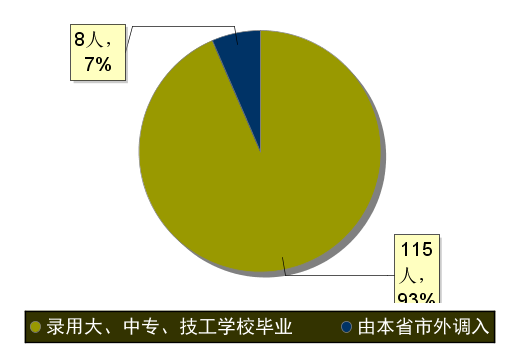 8人，
7%
115
人，
93%
录用大、中专、技工学校毕业
由本省市外调入